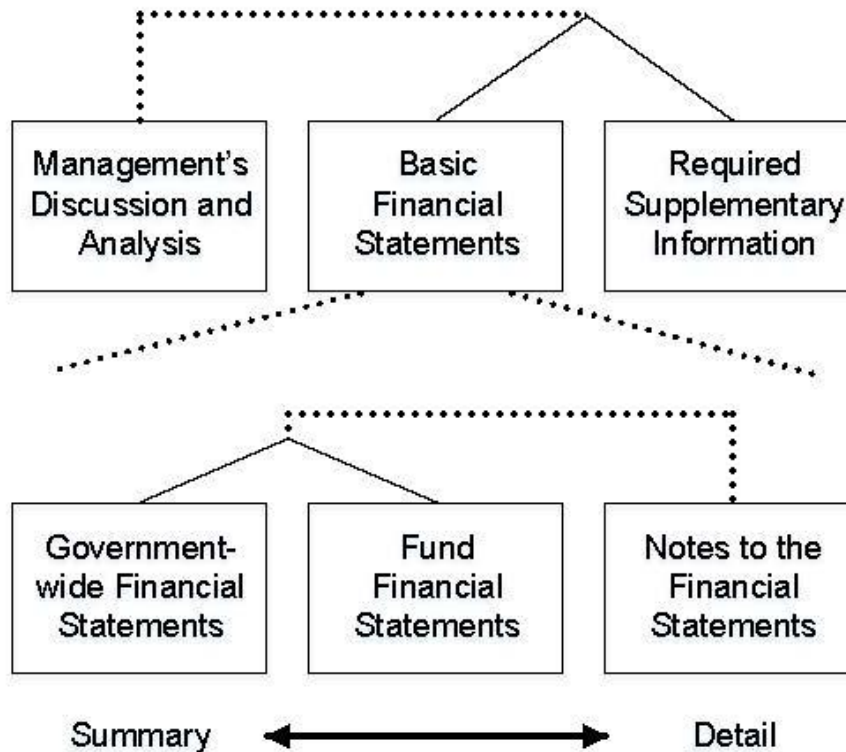 Management's
Discussion and
Analysis
Basic
Financial
Statements
Required
Supplementary
Information
Government-
wide Financial
Statements
Fund
Financial
Statements
Notes to the
Financial
Statements
Summary
Detail